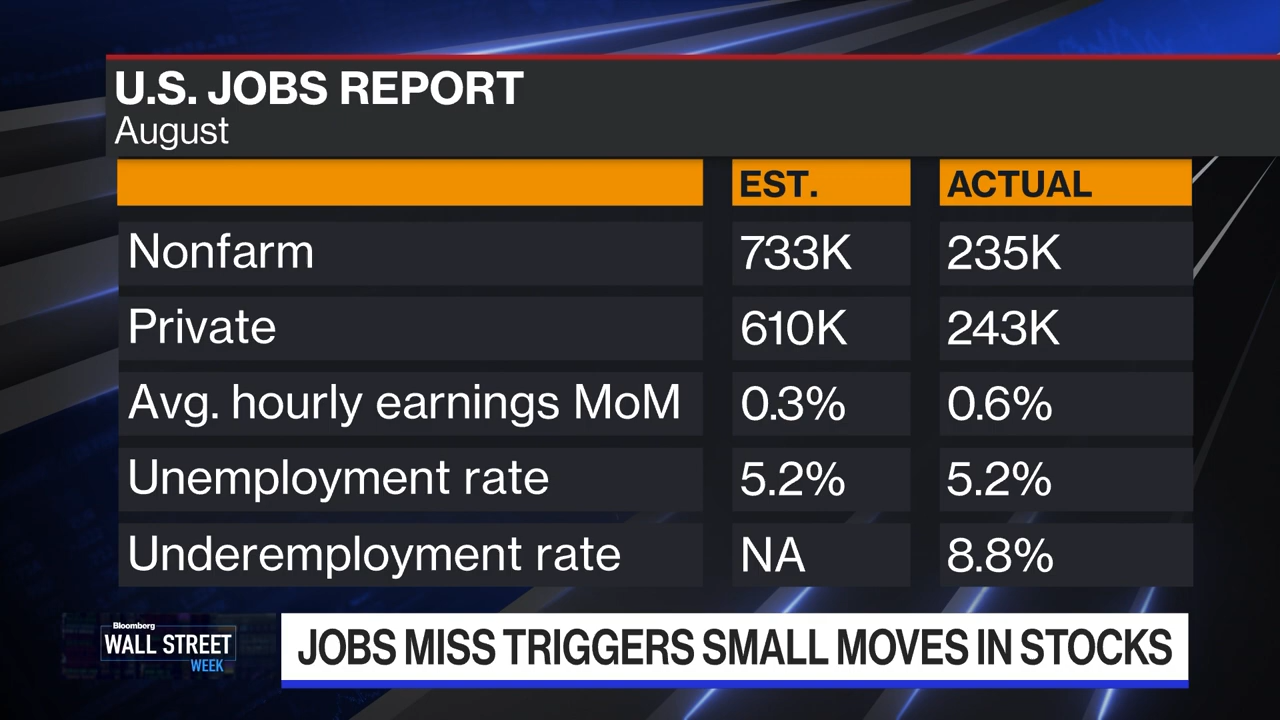 U.S. JOBS REPORT
August
EST. ACTUAL
Nonfarm 733K 235K
Private 610K 243K
Avg. hourly earnings MoM 0.3% 0.6%
Unemployment rate 5.2% 5.2%
Underemployment rate NA 8.8%
Bloomberg
WALL STREET
WEEK
JOBS MISS TRIGGERS SMALL MOVES IN STOCKS